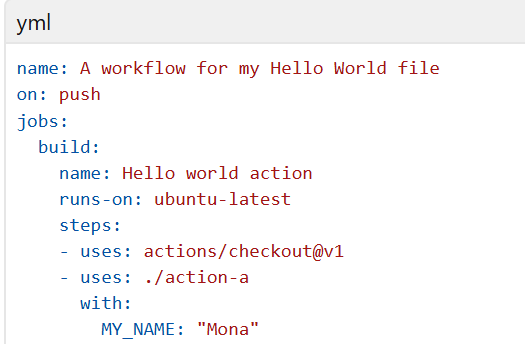 yml
name: A workflow for my Hello World file
on: push
jobs:
  build:
    name: Hello world action
    runs-on: ubuntu-latest
    steps:
    - uses: actions/checkout@v1
    - uses: ./action-a
      with:
        MY_NAME: "Mona"